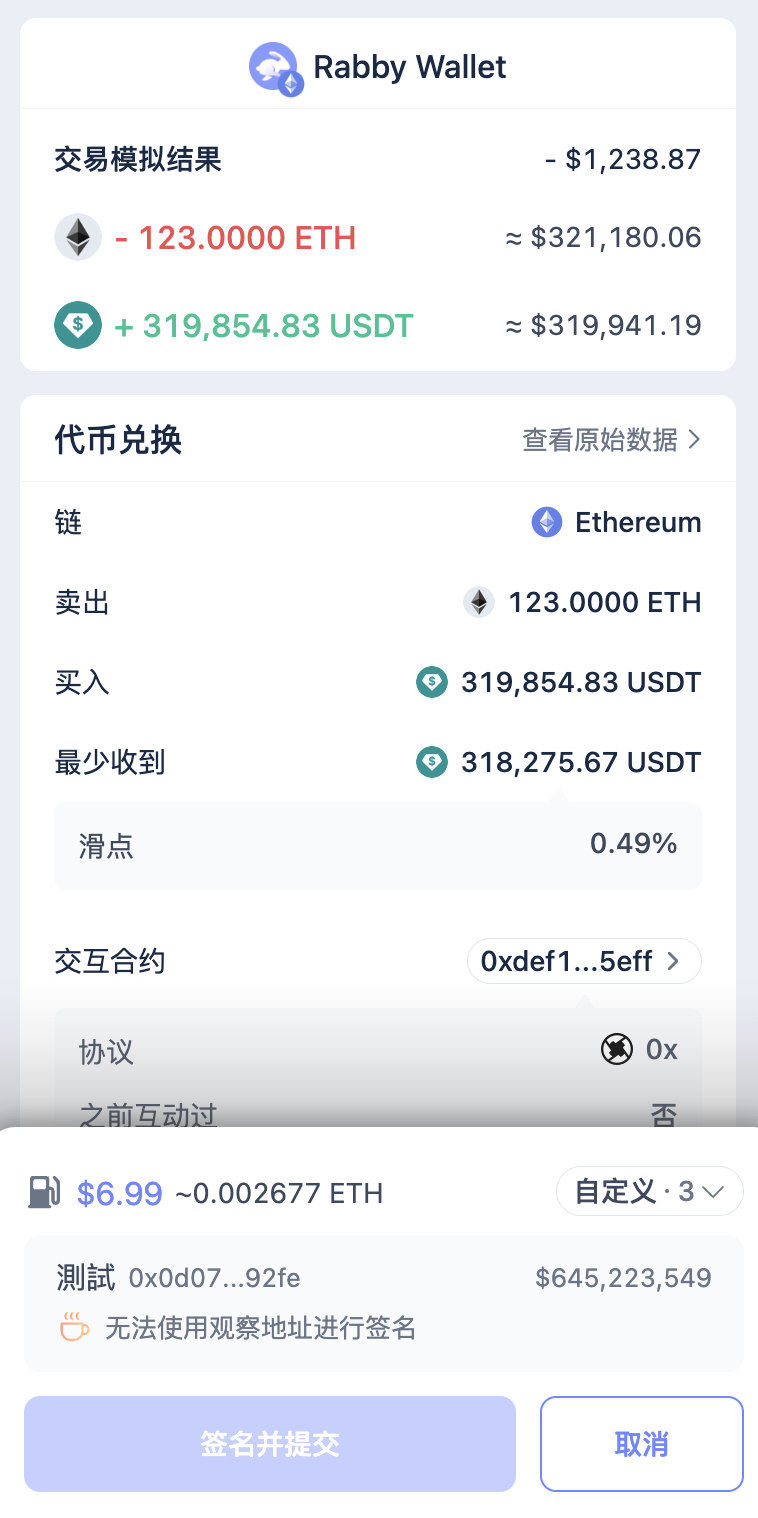 Rabby Wallet
交易模拟结果 - $1,238.87
- 123.0000 ETH ≈ $321,180.06
+ 319,854.83 USDT ≈ $319,941.19
代币兑换 查看原始数据
链 Ethereum
卖出 123.0000 ETH
买入 319,854.83 USDT
最少收到 318,275.67 USDT
滑点 0.49%
交互合约 0xdef1...5eff
协议 0x
之前互动过 否
$6.99 ~0.002677 ETH 自定义 · 3
測試 0x0d07...92fe $645,223,549
无法使用观察地址进行签名
签名并提交 取消